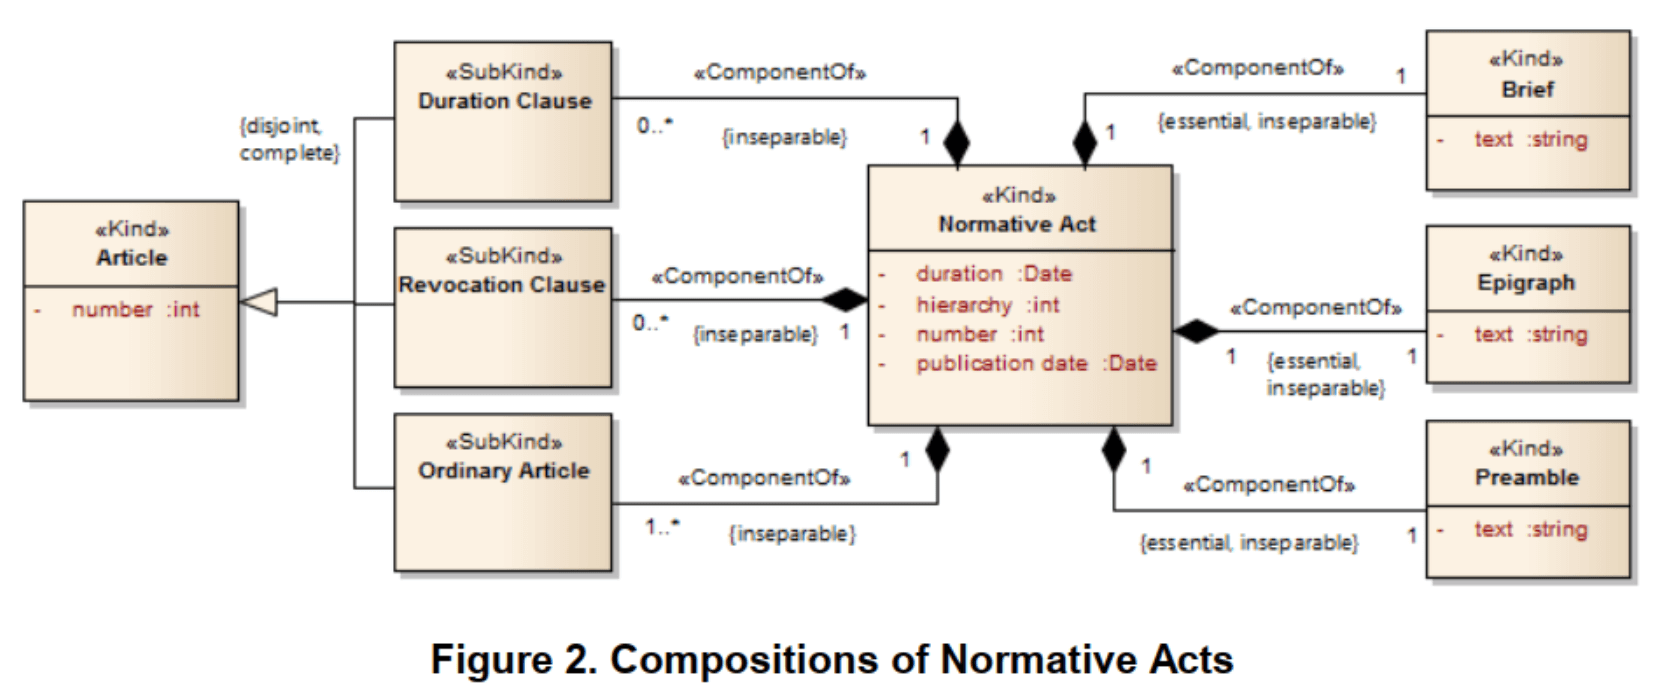 {disjoint,
complete}
«Kind»
Article
- number :int
«SubKind»
Duration Clause
«SubKind»
Revocation Clause
«SubKind»
Ordinary Article
«ComponentOf»
0..*
{inseparable}
1
«ComponentOf»
0..*
{inseparable}
1
«ComponentOf»
1..*
{inseparable}
1
«Kind»
Normative Act
- duration :Date
- hierarchy :int
- number :int
- publication date :Date
«ComponentOf»
1
1
{essential, inseparable}
«Kind»
Brief
- text :string
«ComponentOf»
1
{essential,
inseparable}
1
«Kind»
Epigraph
- text :string
1
«ComponentOf»
{essential, inseparable}
1
«Kind»
Preamble
- text :string
Figure 2. Compositions of Normative Acts